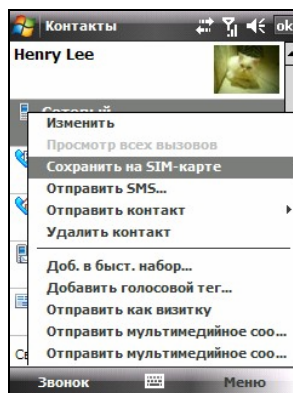 Контакты ok
Henry Lee
Сотовый
Изменить
Просмотр всех вызовов
Сохранить на SIM-карте
Отправить SMS...
Отправить контакт
Удалить контакт
Доб. в быст. набор...
Добавить голосовой тег...
Отправить как визитку
Отправить мультимедийное соо...
Отправить мультимедийное соо...
Звонок Меню